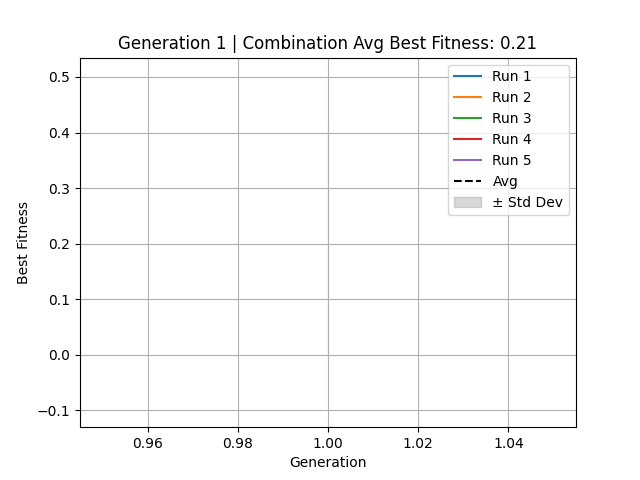 Generation 1 | Combination Avg Best Fitness: 0.21
Best Fitness
0.5
0.4
0.3
0.2
0.1
0.0
−0.1
Run 1
Run 2
Run 3
Run 4
Run 5
Avg
± Std Dev
0.96 0.98 1.00 1.02 1.04
Generation